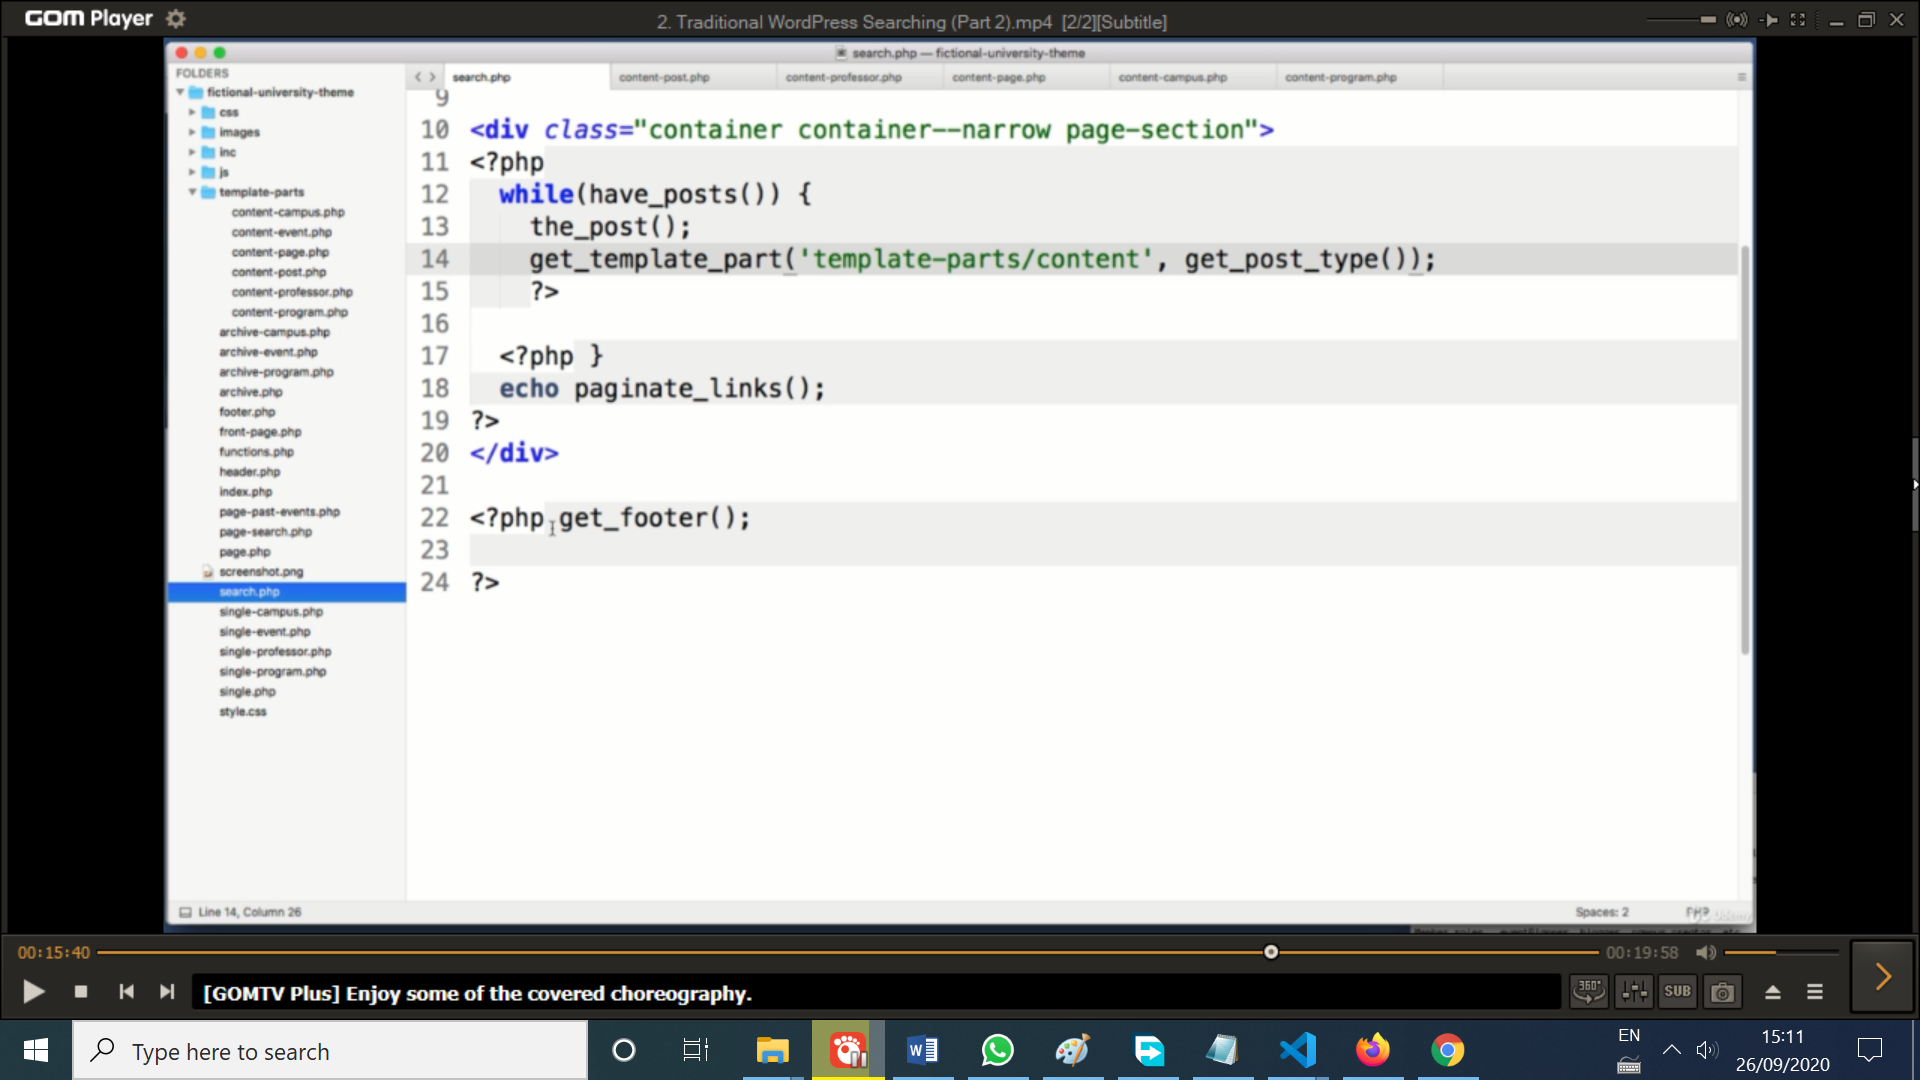 GOM Player
2. Traditional WordPress Searching (Part 2).mp4 [2/2][Subtitle]
search.php — fictional-university-theme
FOLDERS
fictional-university-theme
css
images
inc
js
template-parts
content-campus.php
content-event.php
content-page.php
content-post.php
content-professor.php
content-program.php
archive-campus.php
archive-event.php
archive-program.php
archive.php
footer.php
front-page.php
functions.php
header.php
index.php
page-past-events.php
page-search.php
page.php
screenshot.png
search.php
single-campus.php
single-event.php
single-professor.php
single-program.php
single.php
style.css
search.php content-post.php content-professor.php content-page.php content-campus.php content-program.php
9
10 <div class="container container--narrow page-section">
11 <?php
12 while(have_posts()) {
13 the_post();
14 get_template_part('template-parts/content', get_post_type());
15 ?>
16
17 <?php }
18 echo paginate_links();
19 ?>
20 </div>
21
22 <?php get_footer();
23
24 ?>
Line 14, Column 26
Spaces: 2
PHP
Udemy
00:15:40
00:19:58
[GOMTV Plus] Enjoy some of the covered choreography.
360°
SUB
Type here to search
EN
15:11
26/09/2020